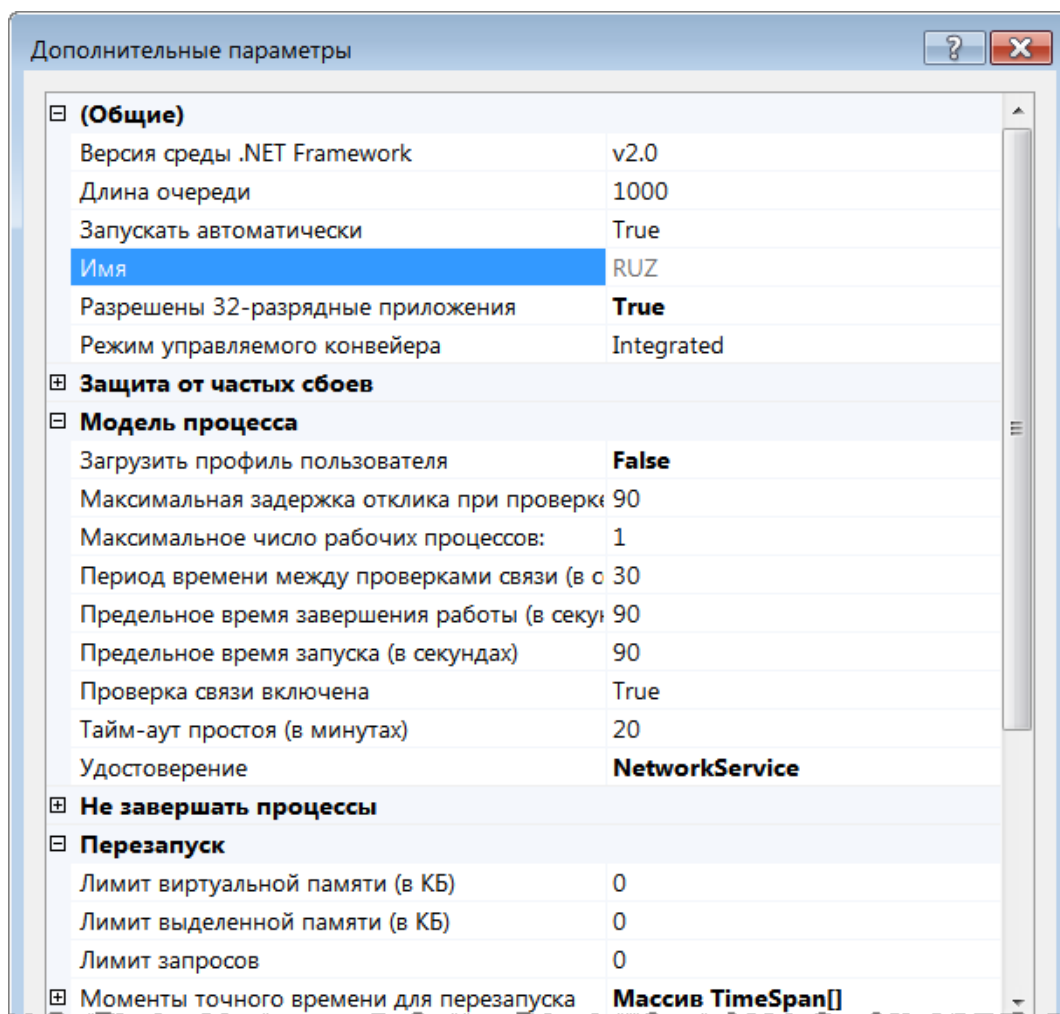 Дополнительные параметры
(Общие)
Версия среды .NET Framework v2.0
Длина очереди 1000
Запускать автоматически True
Имя RUZ
Разрешены 32-разрядные приложения True
Режим управляемого конвейера Integrated
Защита от частых сбоев
Модель процесса
Загрузить профиль пользователя False
Максимальная задержка отклика при проверке 90
Максимальное число рабочих процессов: 1
Период времени между проверками связи (в с 30
Предельное время завершения работы (в секун 90
Предельное время запуска (в секундах) 90
Проверка связи включена True
Тайм-аут простоя (в минутах) 20
Удостоверение NetworkService
Не завершать процессы
Перезапуск
Лимит виртуальной памяти (в КБ) 0
Лимит выделенной памяти (в КБ) 0
Лимит запросов 0
Моменты точного времени для перезапуска Массив TimeSpan[]